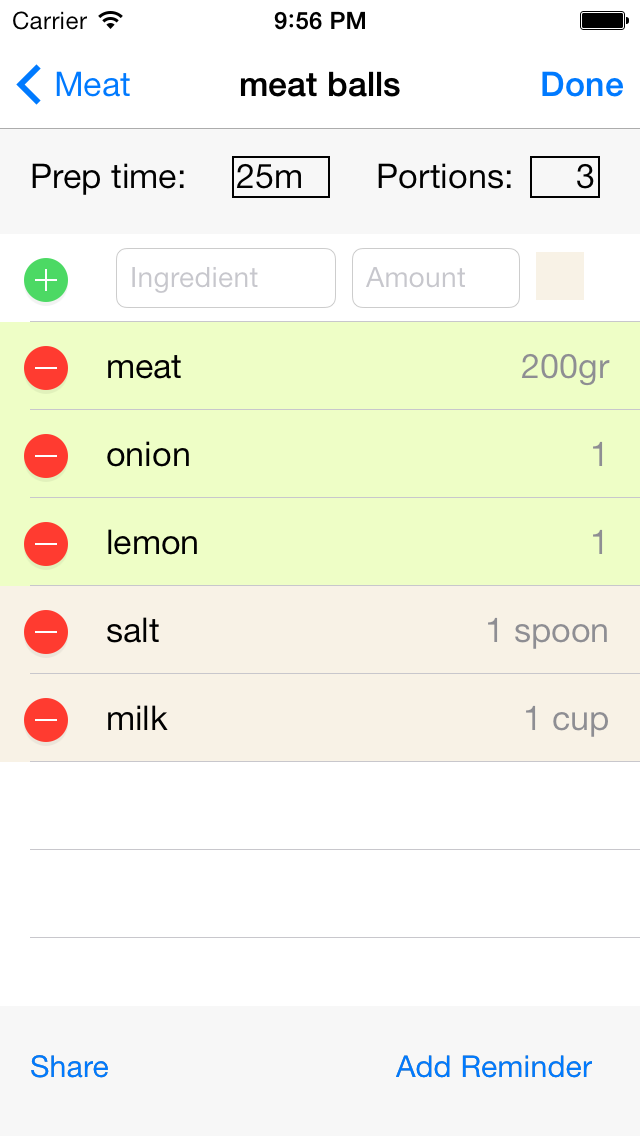 Carrier 9:56 PM
Meat meat balls Done
Prep time: 25m Portions: 3
Ingredient Amount
meat 200gr
onion 1
lemon 1
salt 1 spoon
milk 1 cup
Share Add Reminder